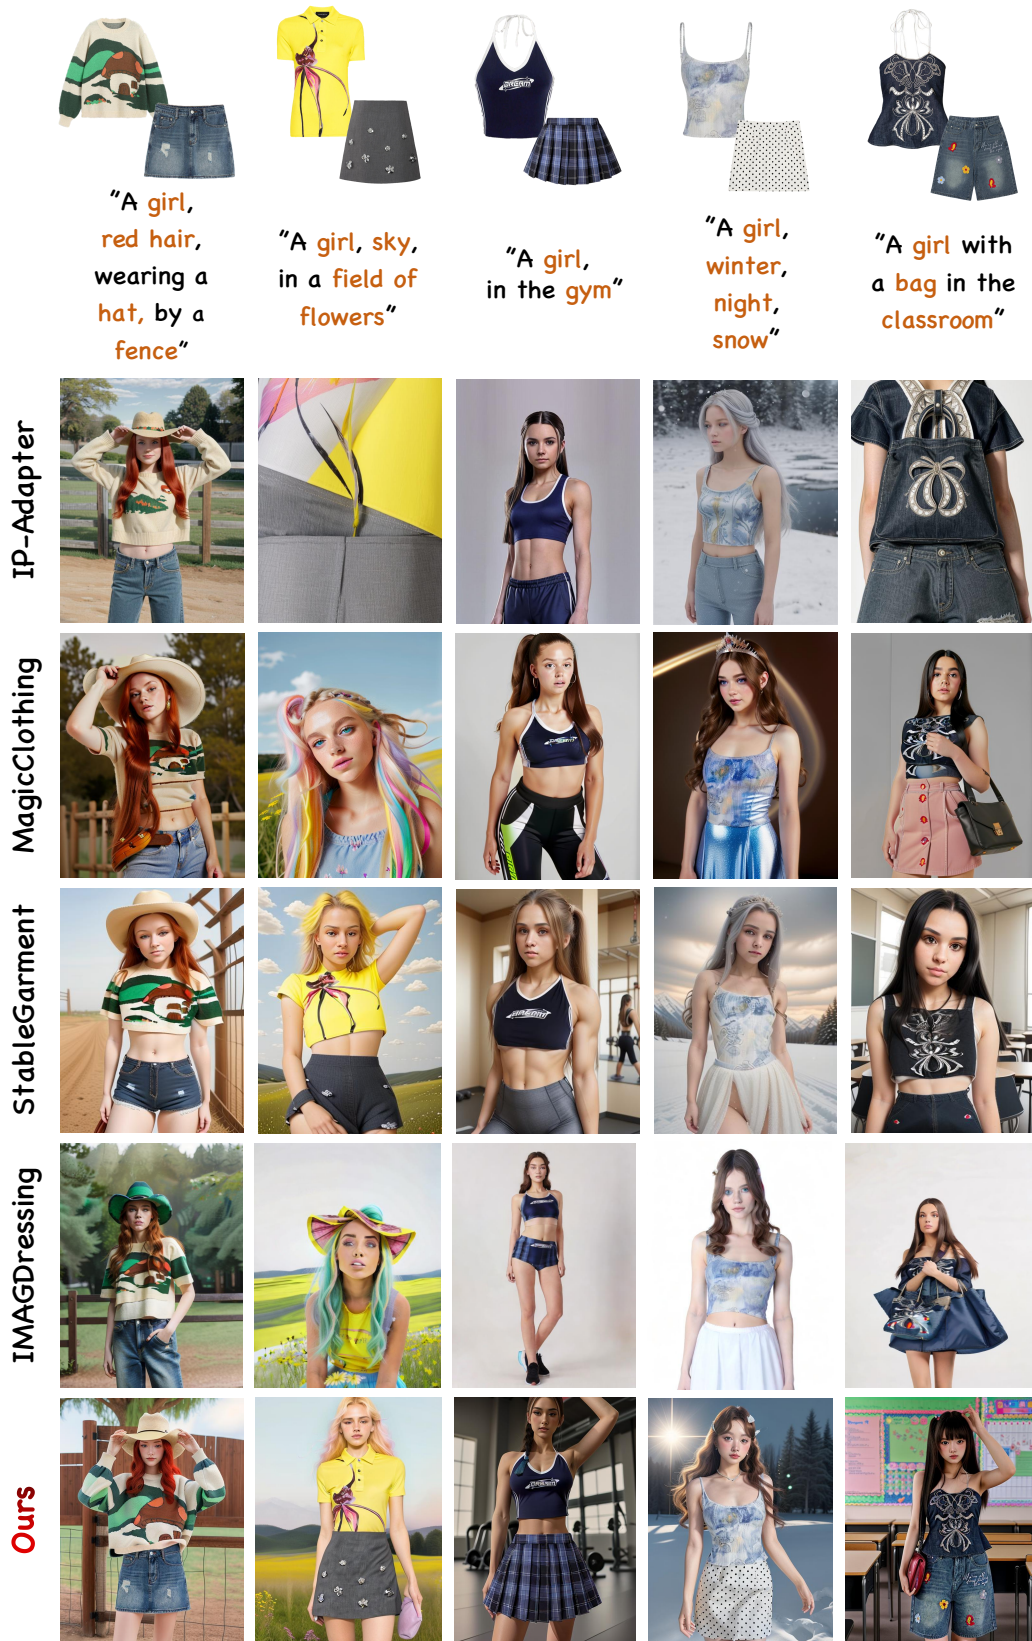 "A girl,
red hair,
wearing a
hat, by a
fence"
"A girl, sky,
in a field of
flowers"
"A girl,
in the gym"
"A girl,
winter,
night,
snow"
"A girl with
a bag in the
classroom"
IP-Adapter
MagicClothing
StableGarment
IMAGDressing
Ours